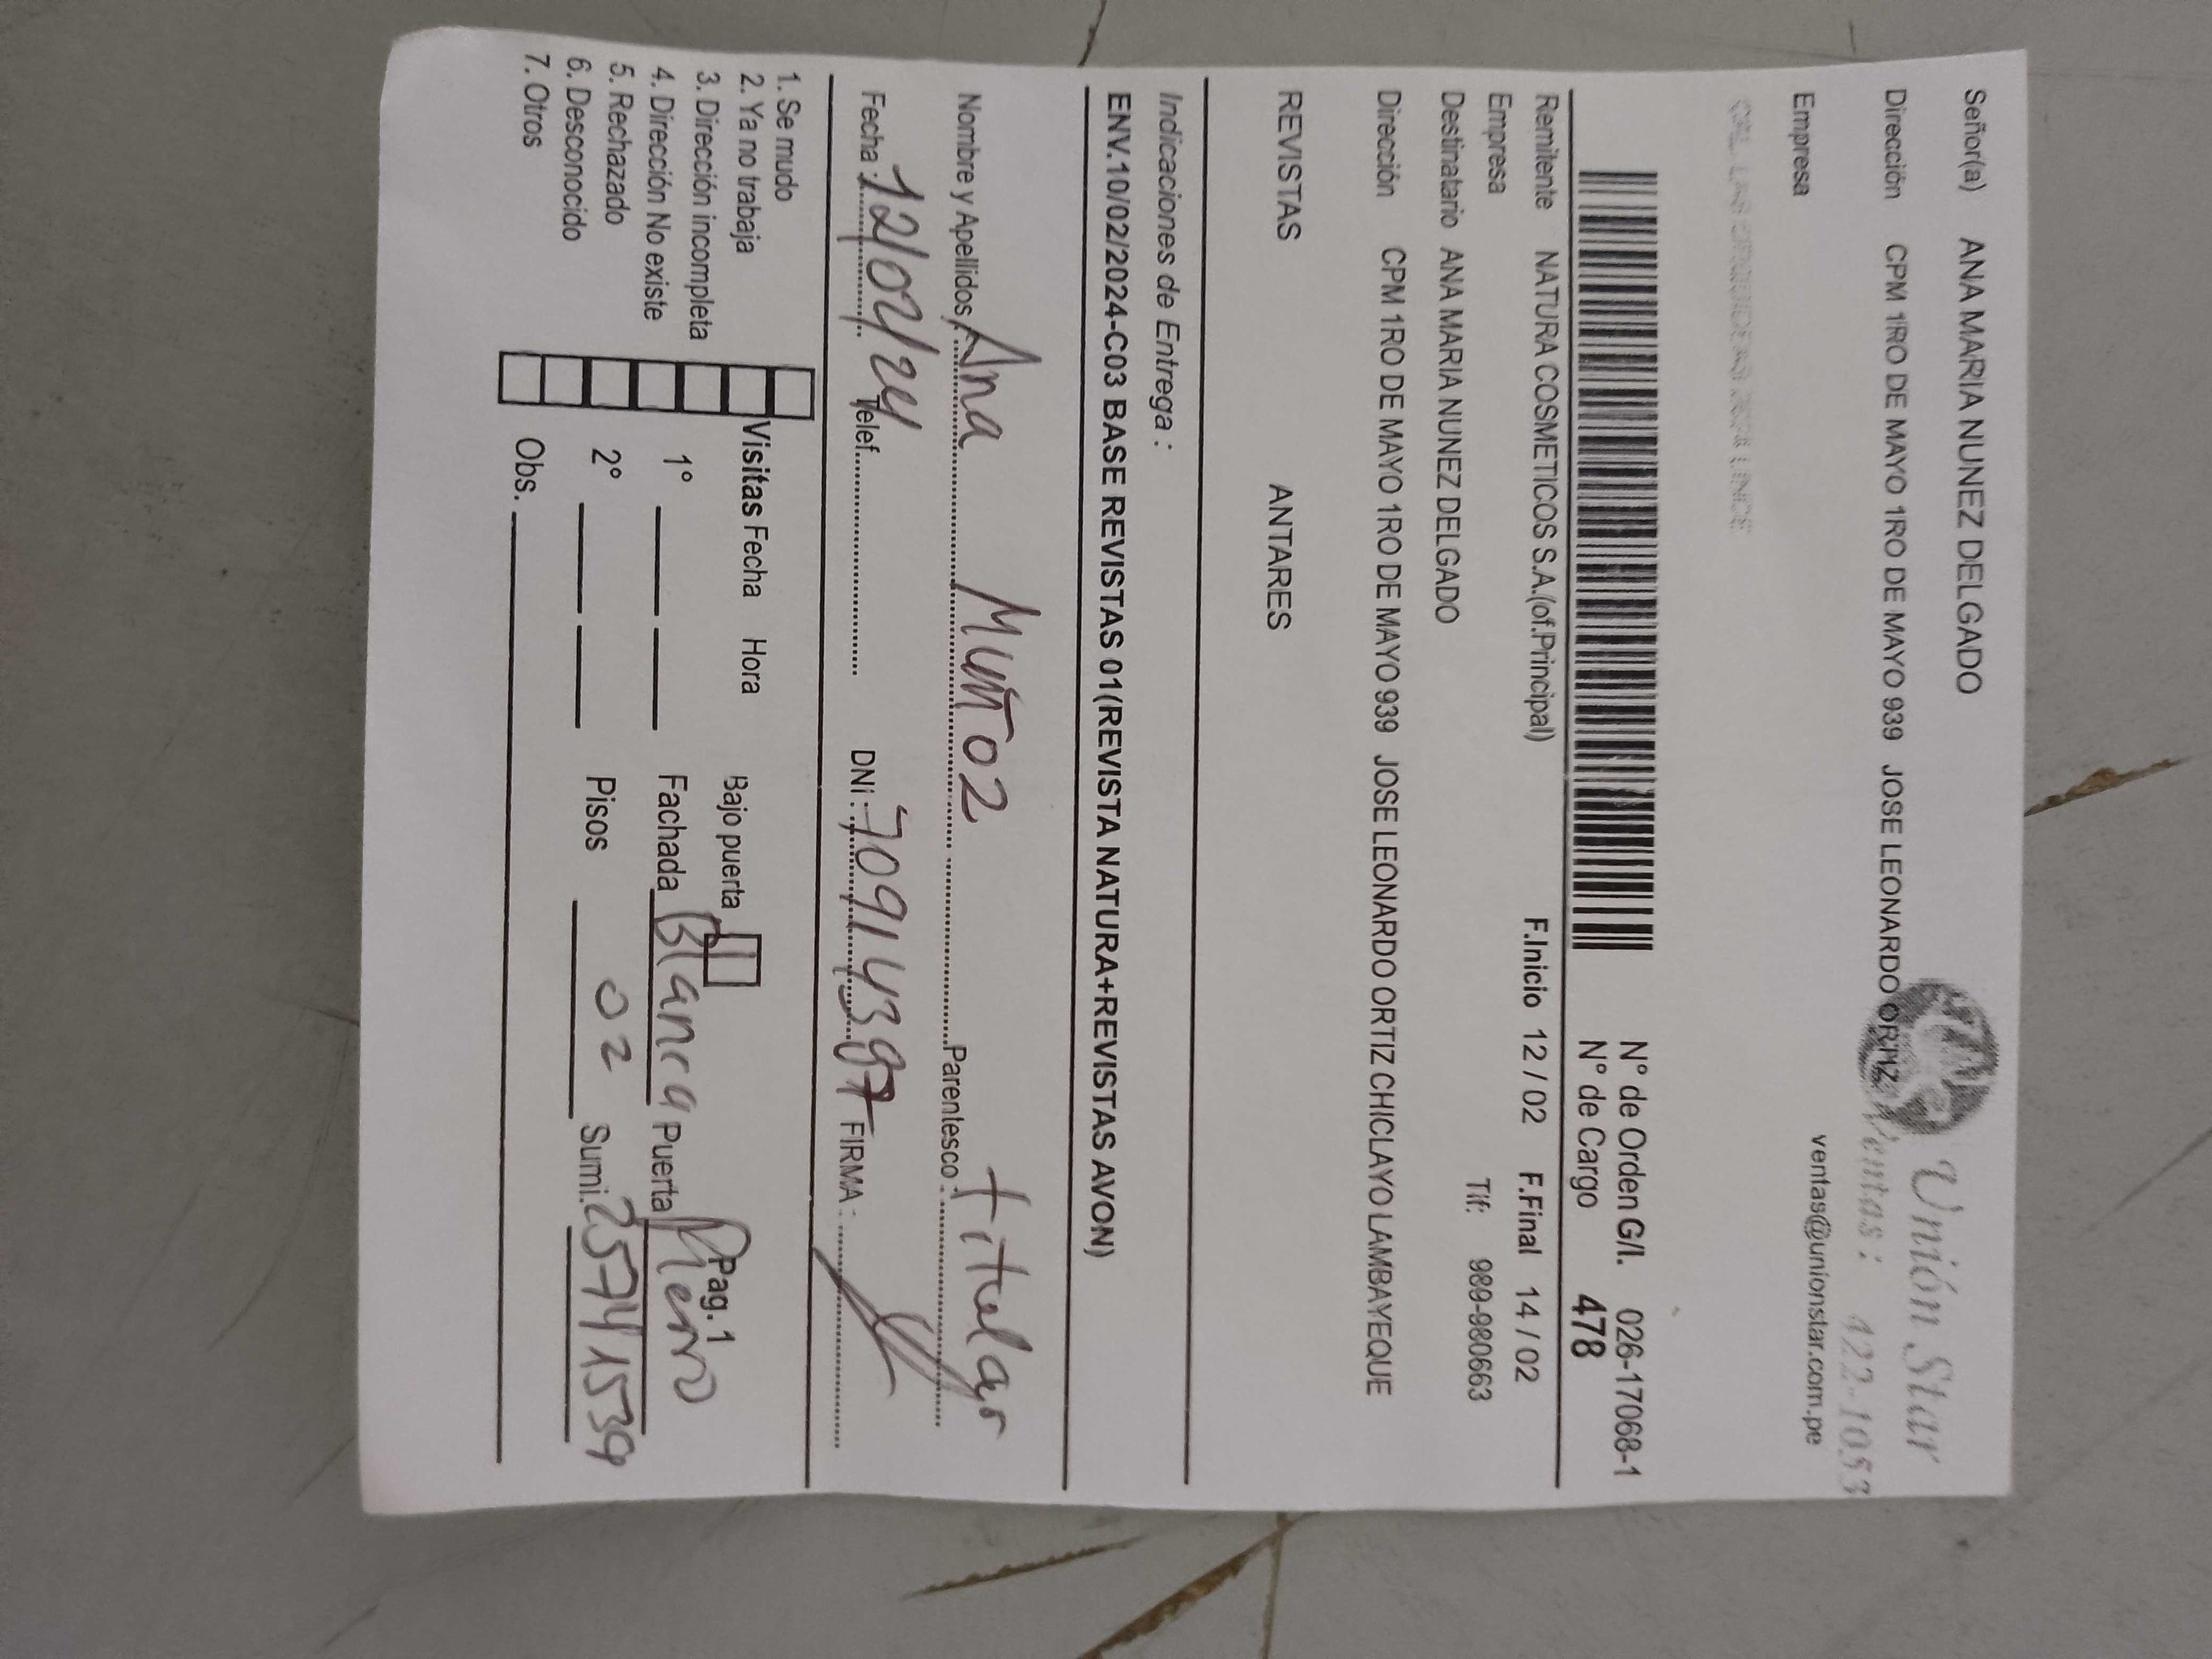 Señor(a) ANA MARIA NUNEZ DELGADO
Unión Star
Dirección CPM 1RO DE MAYO 1RO DE MAYO 939 JOSE LEONARDO ORTIZ
Ventas: 422-1053
ventas@unionstar.com.pe
Empresa
N° de Orden G/I. 026-17068-1
N° de Cargo 478
Remitente NATURA COSMETICOS S.A.(of.Principal) F.Inicio 12 / 02 F.Final 14 / 02
Empresa
Tlf: 989-980663
Destinatario ANA MARIA NUNEZ DELGADO
Dirección CPM 1RO DE MAYO 1RO DE MAYO 939 JOSE LEONARDO ORTIZ CHICLAYO LAMBAYEQUE
REVISTAS ANTARES
Indicaciones de Entrega :
ENV.10/02/2024-C03 BASE REVISTAS 01(REVISTA NATURA+REVISTAS AVON)
Nombre y Apellidos: Ana Muñoz Parentesco: titular
Fecha: 12/02/24 Telef. DNI: 70914397 FIRMA:
1. Se mudo
2. Ya no trabaja Visitas Fecha Hora Bajo puerta Pag. 1
3. Dirección incompleta
4. Dirección No existe 1° Fachada Blanca Puerta Fierro
5. Rechazado 2° Pisos 02 Sumi. 25741539
6. Desconocido
7. Otros Obs.